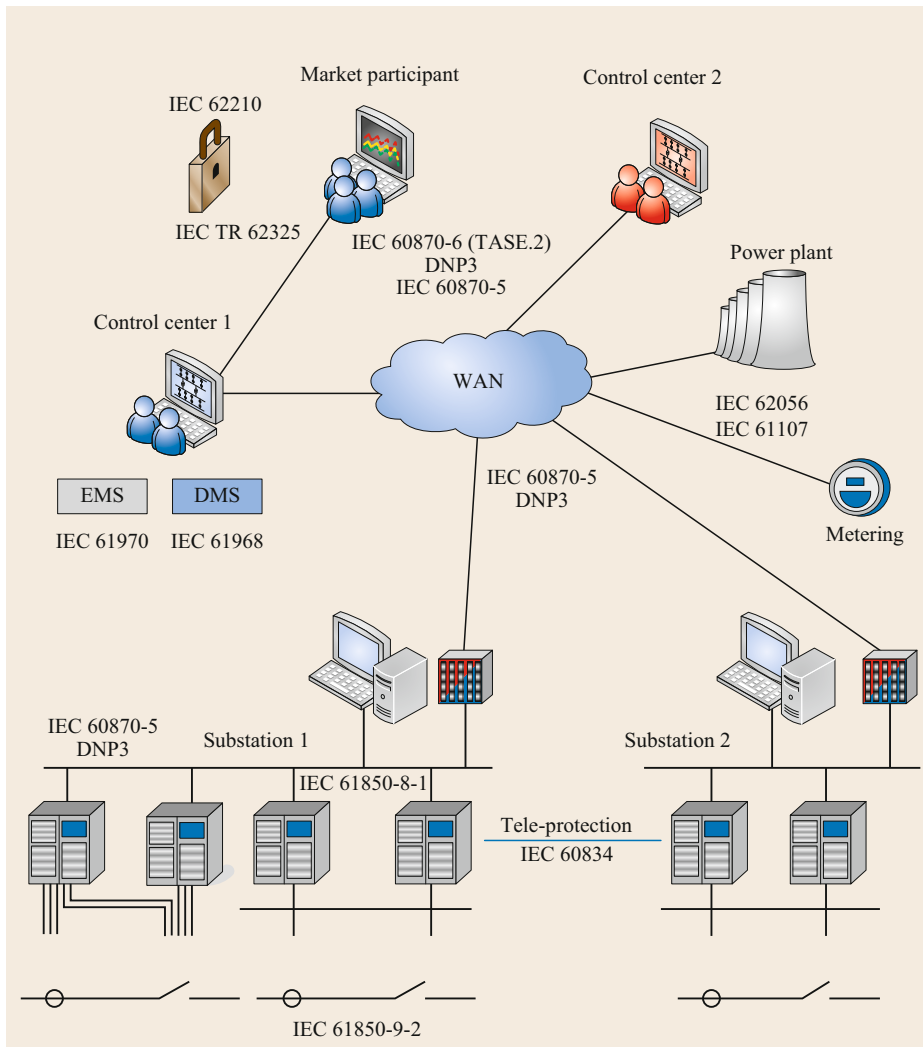 Market participant
Control center 2
IEC 62210
IEC TR 62325
IEC 60870-6 (TASE.2)
DNP3
IEC 60870-5
Power plant
Control center 1
WAN
IEC 62056
IEC 61107
EMS
DMS
IEC 60870-5
DNP3
IEC 61970
IEC 61968
Metering
IEC 60870-5
DNP3
Substation 1
Substation 2
IEC 61850-8-1
Tele-protection
IEC 60834
IEC 61850-9-2